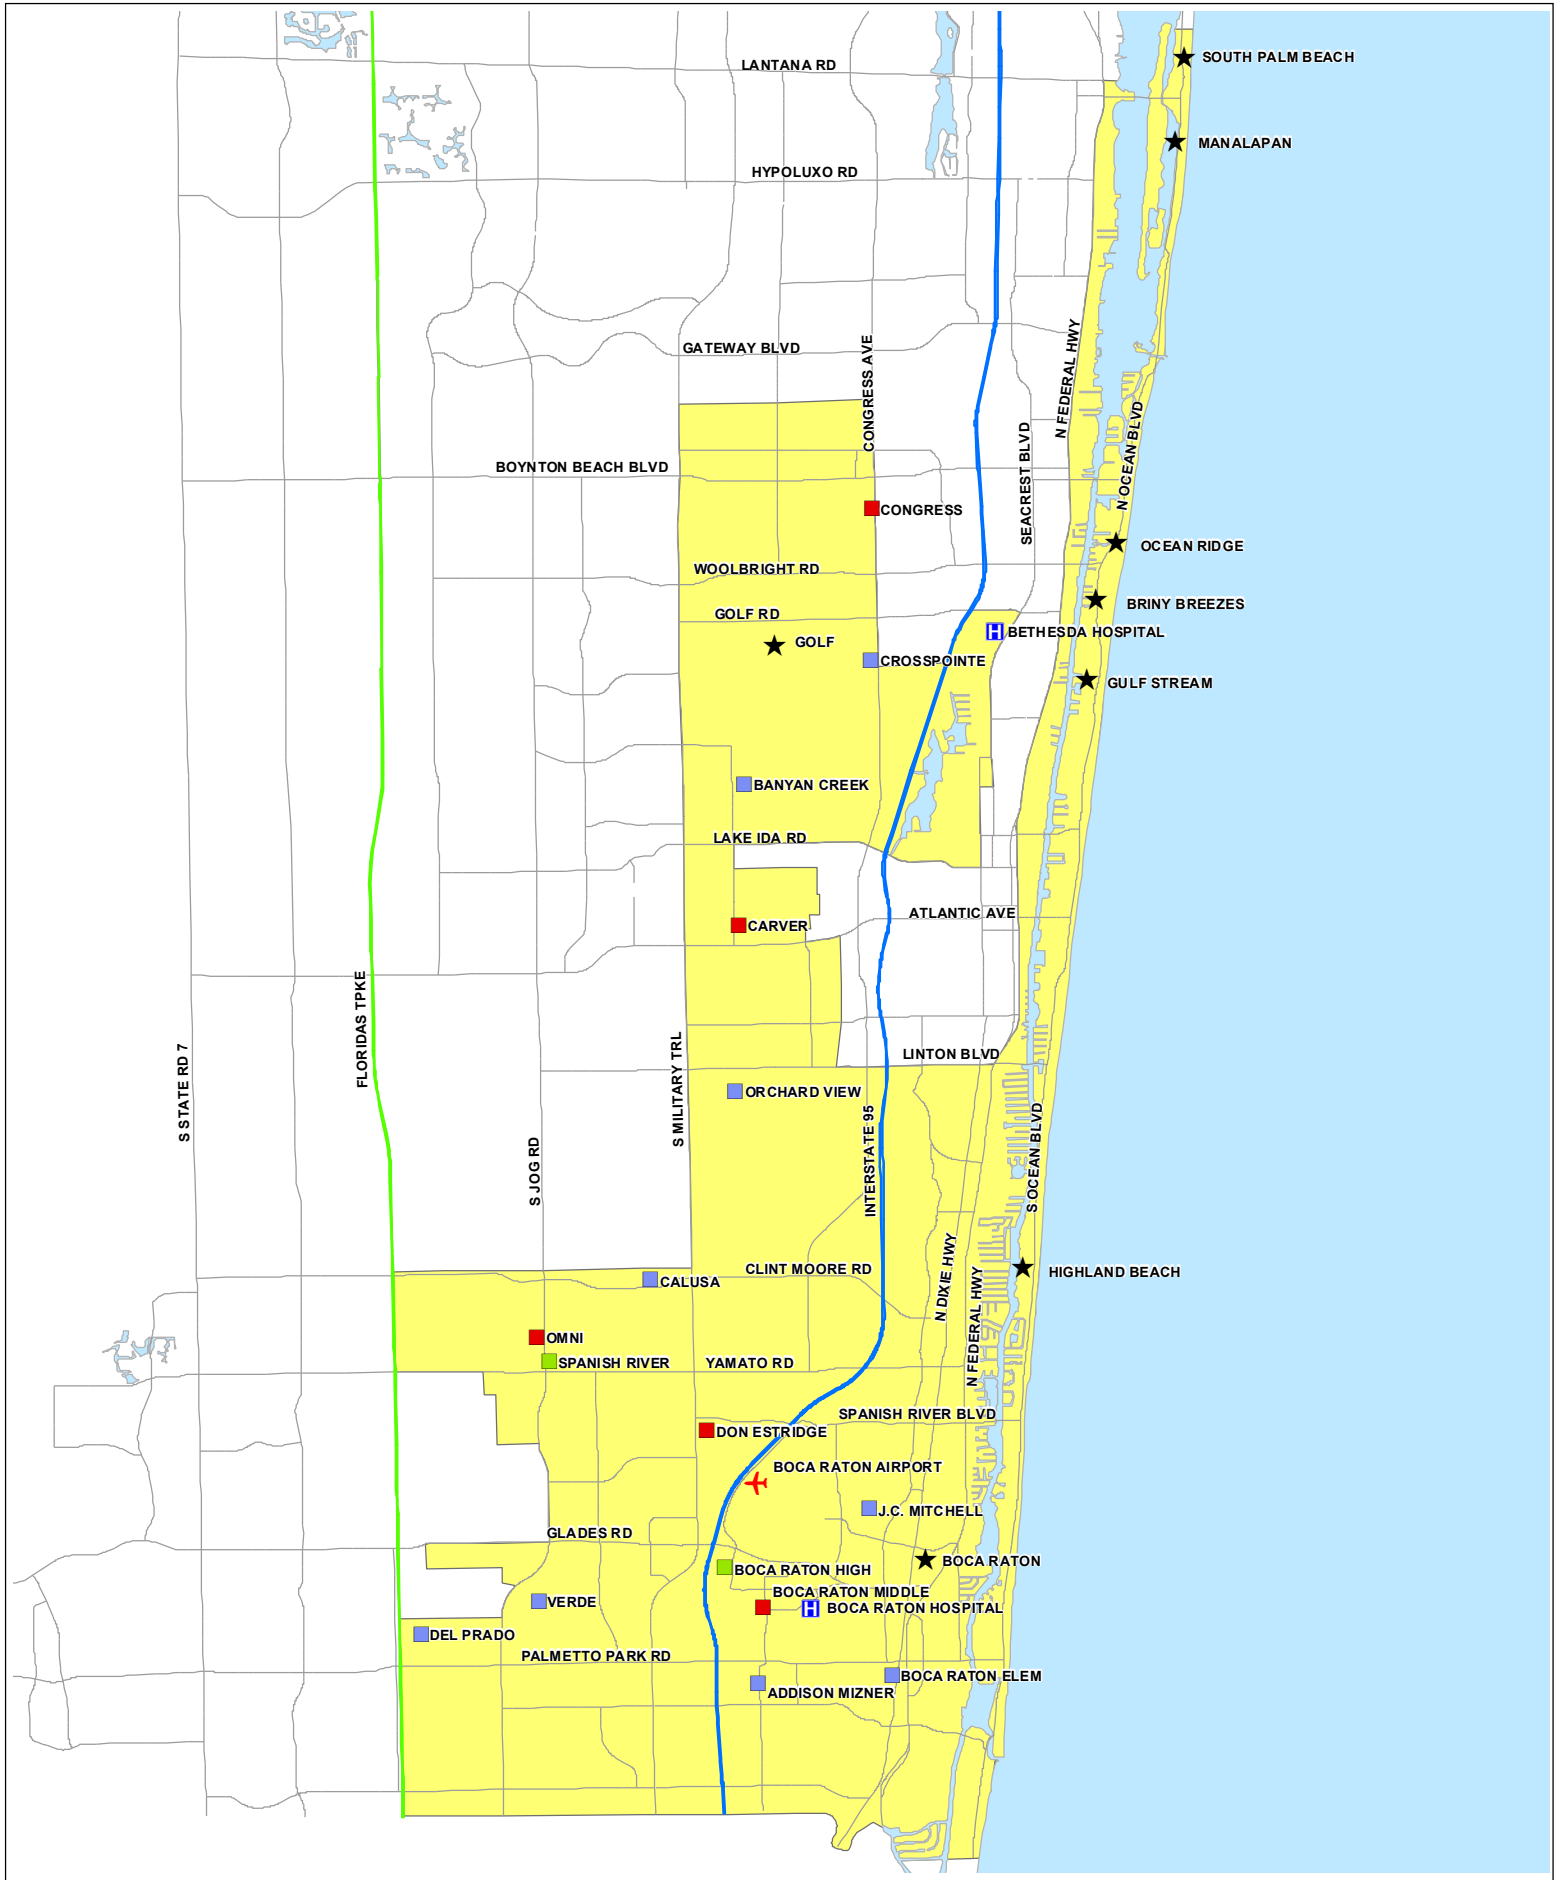 SOUTH PALM BEACH
LANTANA RD
MANALAPAN
HYPOLUXO RD
GATEWAY BLVD
CONGRESS AVE
N FEDERAL HWY
N OCEAN BLVD
SEACREST BLVD
BOYNTON BEACH BLVD
CONGRESS
OCEAN RIDGE
WOOLBRIGHT RD
BRINY BREEZES
GOLF RD
BETHESDA HOSPITAL
GOLF
CROSSPOINTE
GULF STREAM
BANYAN CREEK
LAKE IDA RD
ATLANTIC AVE
CARVER
FLORIDAS TPKE
S STATE RD 7
S MILITARY TRL
LINTON BLVD
ORCHARD VIEW
S JOG RD
INTERSTATE 95
S OCEAN BLVD
CLINT MOORE RD
HIGHLAND BEACH
CALUSA
N DIXIE HWY
N FEDERAL HWY
OMNI
SPANISH RIVER
YAMATO RD
SPANISH RIVER BLVD
DON ESTRIDGE
BOCA RATON AIRPORT
J.C. MITCHELL
GLADES RD
BOCA RATON
BOCA RATON HIGH
BOCA RATON MIDDLE
VERDE
BOCA RATON HOSPITAL
DEL PRADO
PALMETTO PARK RD
BOCA RATON ELEM
ADDISON MIZNER
H
H